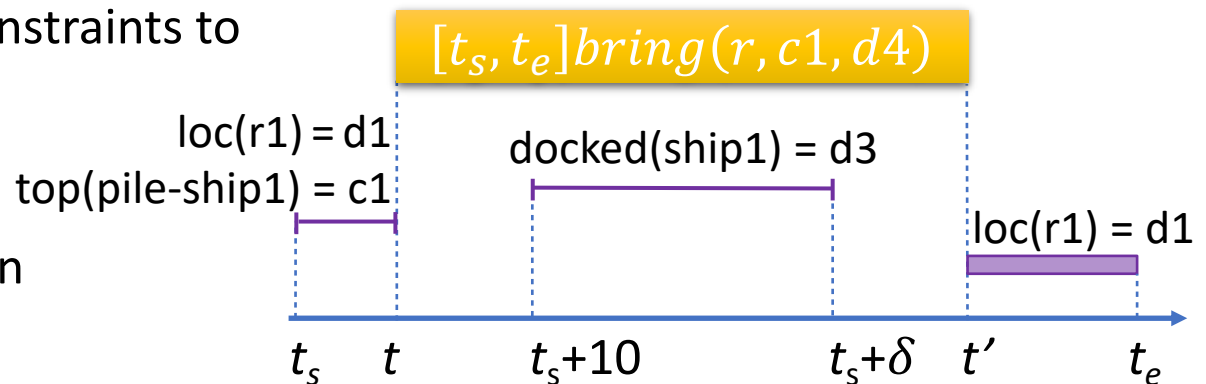 nstraints to
[t_s, t_e]bring(r, c1, d4)
loc(r1) = d1
docked(ship1) = d3
top(pile-ship1) = c1
loc(r1) = d1
n
t_s t t_s+10 t_s+δ t′ t_e